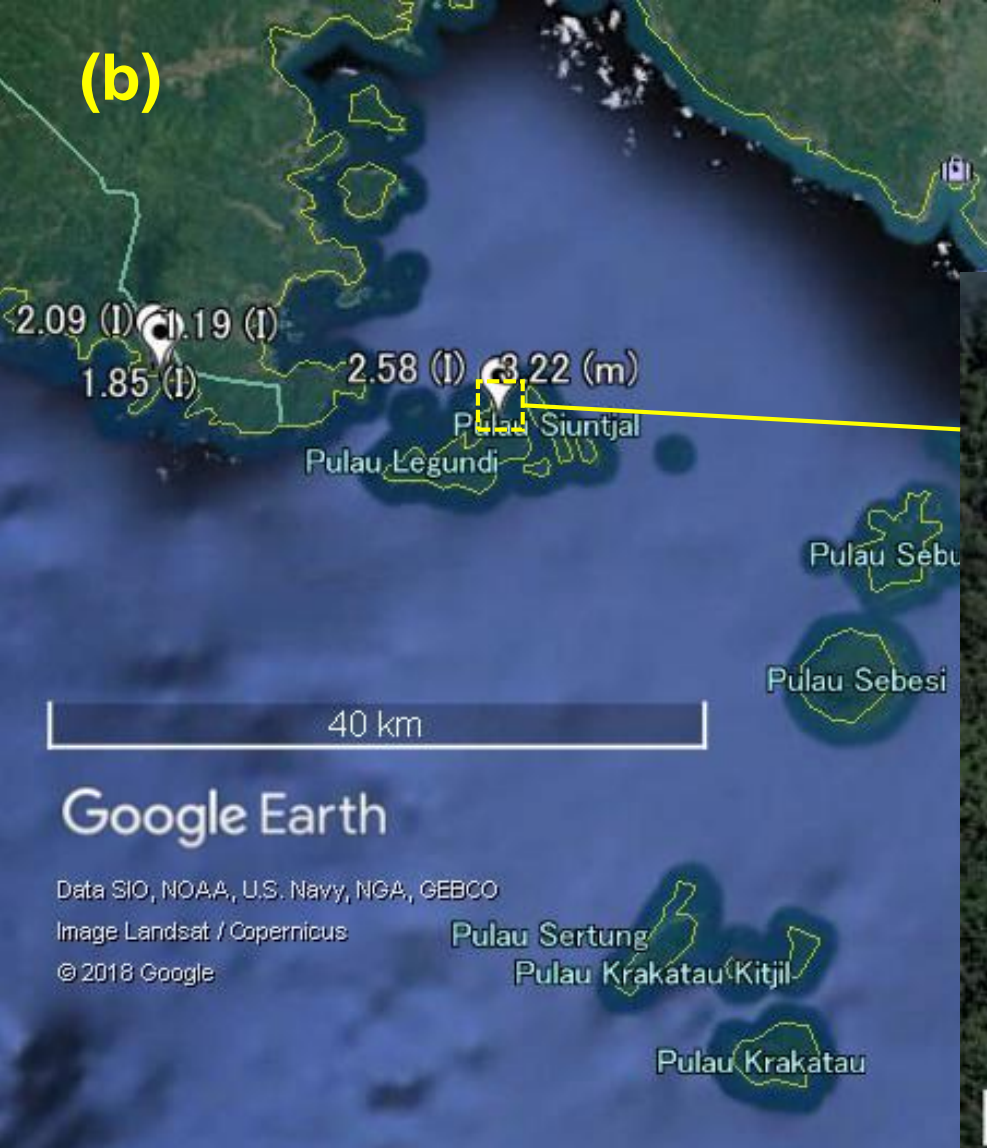 (b)
2.09 (I)
1.19 (I)
1.85 (I)
2.58 (I)
3.22 (m)
Pulau Siuntjal
Pulau Legundi
Pulau Sebu
Pulau Sebesi
40 km
Google Earth
Data SIO, NOAA, U.S. Navy, NGA, GEBCO
Image Landsat / Copernicus
© 2018 Google
Pulau Sertung
Pulau Krakatau Kitjil
Pulau Krakatau